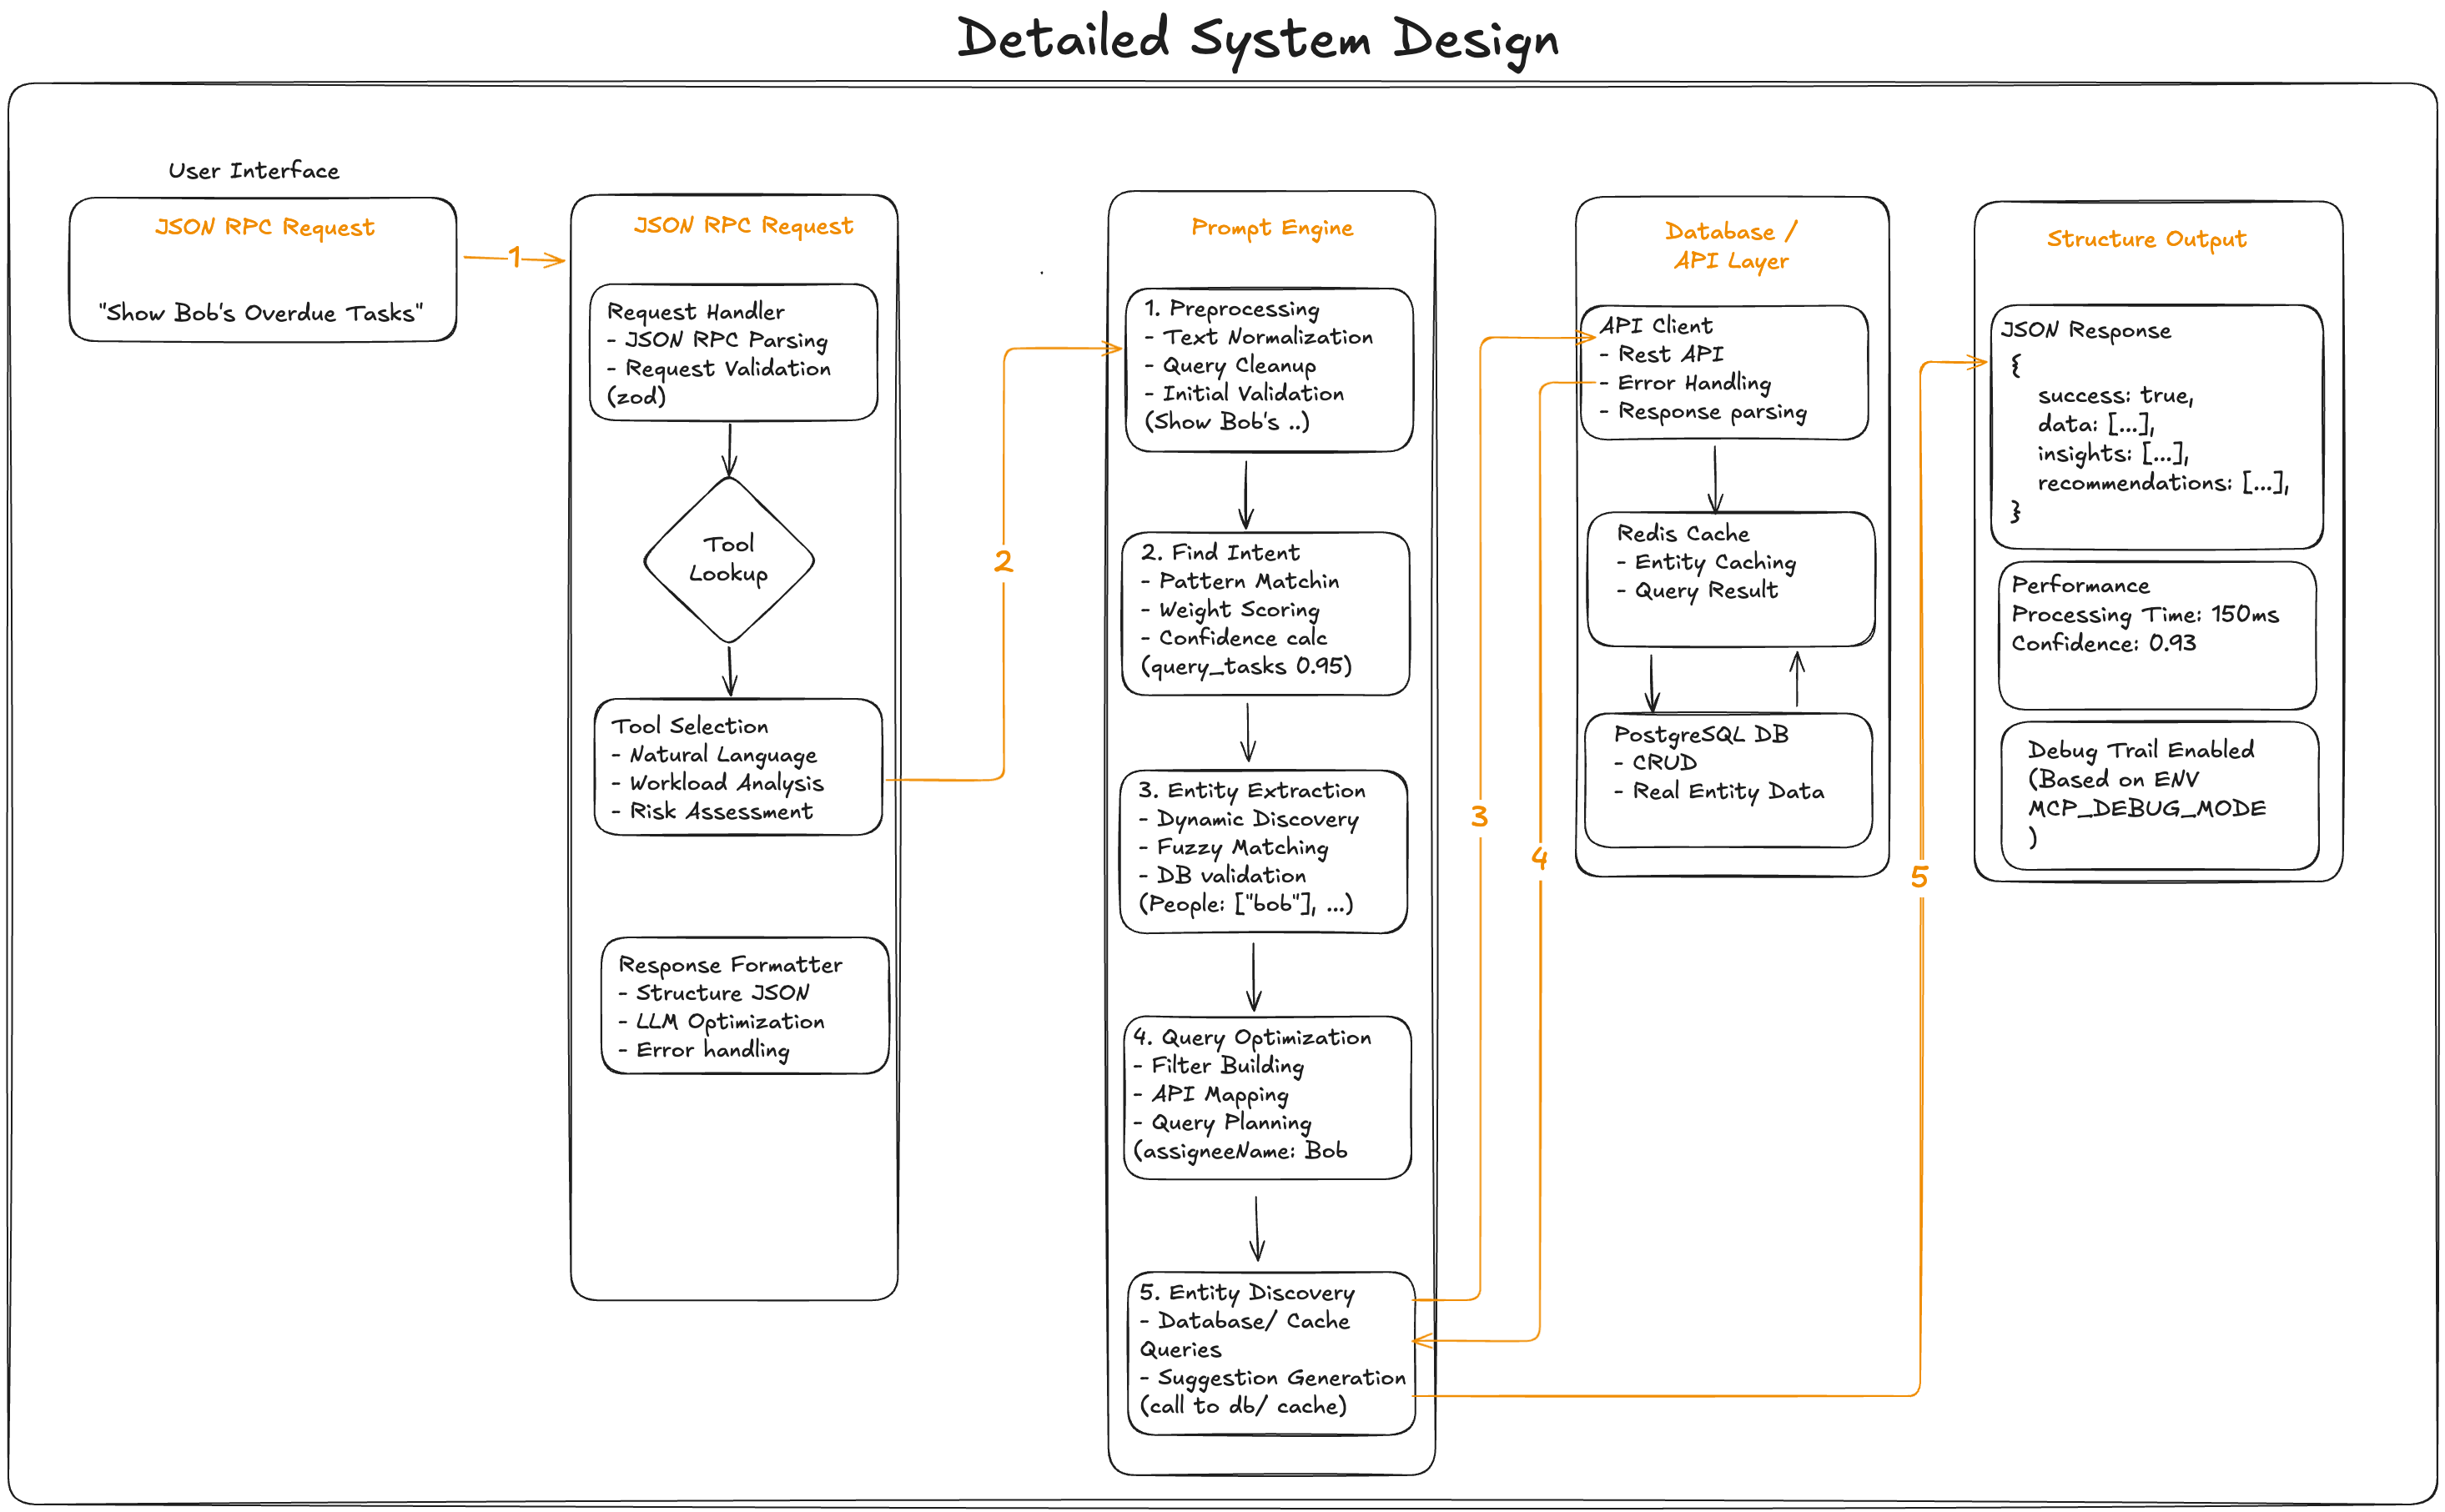 Detailed System Design
User Interface
JSON RPC Request
"Show Bob's Overdue Tasks"
1
JSON RPC Request
Request Handler
- JSON RPC Parsing
- Request Validation
(zod)
Tool
Lookup
Tool Selection
- Natural Language
- Workload Analysis
- Risk Assessment
Response Formatter
- Structure JSON
- LLM Optimization
- Error handling
2
Prompt Engine
1. Preprocessing
- Text Normalization
- Query Cleanup
- Initial Validation
(Show Bob's ..)
2. Find Intent
- Pattern Matchin
- Weight Scoring
- Confidence calc
(query_tasks 0.95)
3. Entity Extraction
- Dynamic Discovery
- Fuzzy Matching
- DB validation
(People: ["bob"], ...)
4. Query Optimization
- Filter Building
- API Mapping
- Query Planning
(assigneeName: Bob
5. Entity Discovery
- Database/ Cache
Queries
- Suggestion Generation
(call to db/ cache)
3
4
Database /
API Layer
API Client
- Rest API
- Error Handling
- Response parsing
Redis Cache
- Entity Caching
- Query Result
PostgreSQL DB
- CRUD
- Real Entity Data
5
Structure Output
JSON Response
{
success: true,
data: [...],
insights: [...],
recommendations: [...],
}
Performance
Processing Time: 150ms
Confidence: 0.93
Debug Trail Enabled
(Based on ENV
MCP_DEBUG_MODE
)